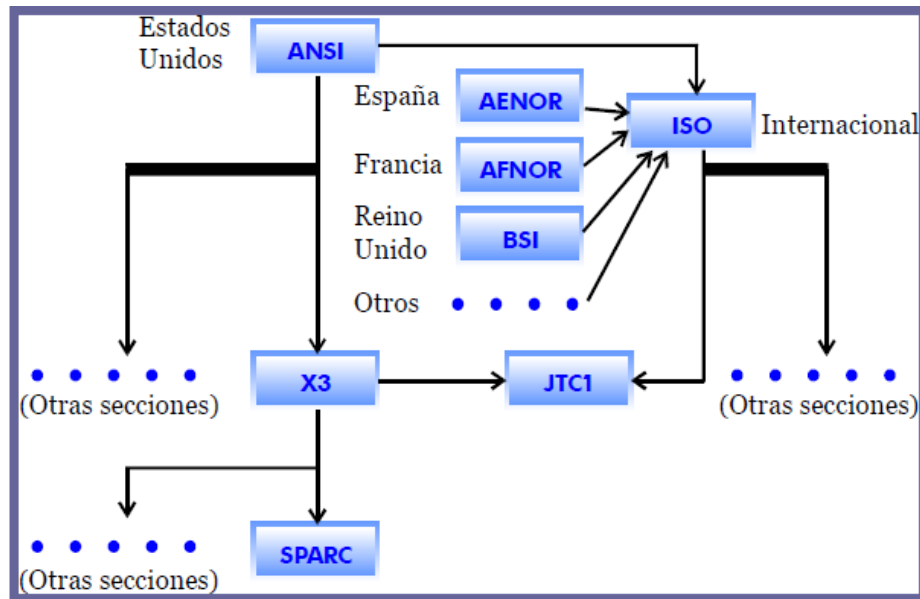 Estados
Unidos
ANSI
España
AENOR
ISO
Internacional
Francia
AFNOR
Reino
Unido
BSI
Otros
X3
JTC1
(Otras secciones)
(Otras secciones)
SPARC
(Otras secciones)